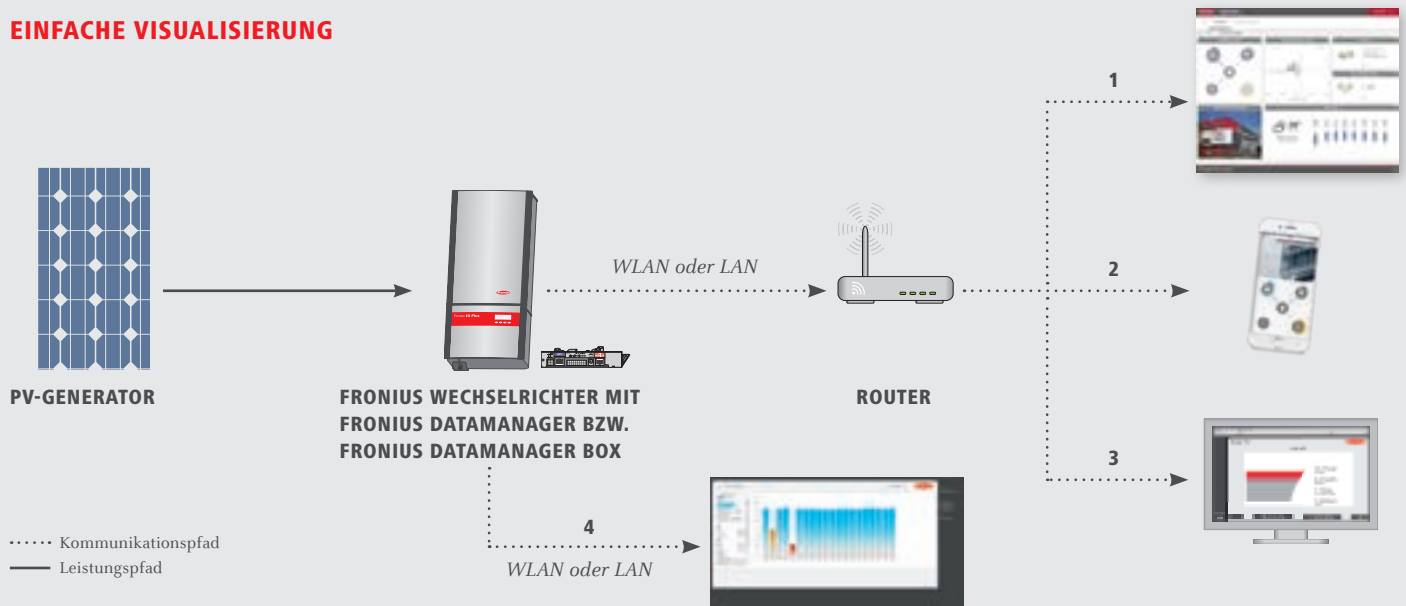 EINFACHE VISUALISIERUNG
1
WLAN oder LAN
2
PV-GENERATOR
FRONIUS WECHSELRICHTER MIT
FRONIUS DATAMANAGER BZW.
FRONIUS DATAMANAGER BOX
ROUTER
3
4
WLAN oder LAN
Kommunikationspfad
Leistungspfad